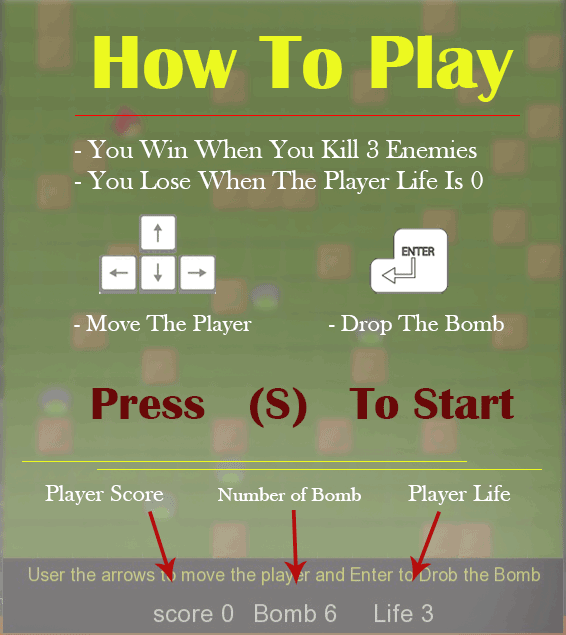 How To Play
- You Win When You Kill 3 Enemies
- You Lose When The Player Life Is 0
ENTER
- Move The Player - Drop The Bomb
Press (S) To Start
Player Score Number of Bomb Player Life
User the arrows to move the player and Enter to Drob the Bomb
score 0 Bomb 6 Life 3